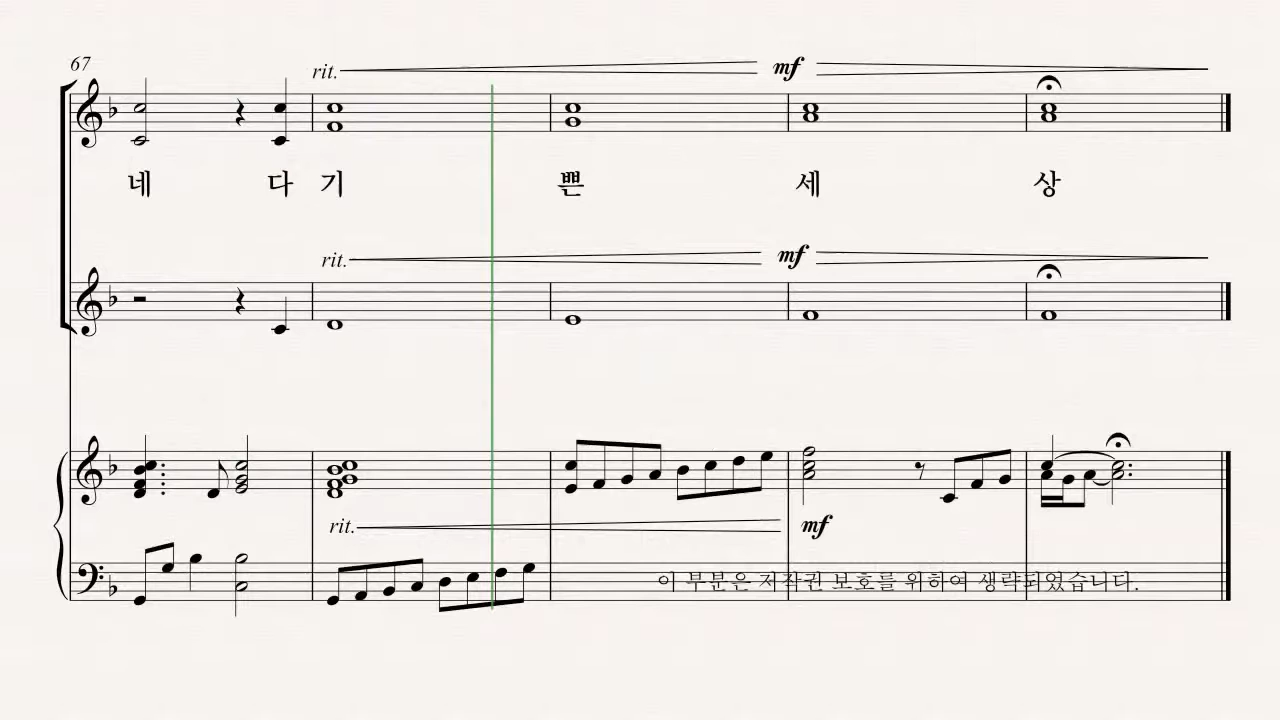 67
rit. mf
네 다 기 쁜 세 상
rit. mf
rit. mf
이 부분은 저작권 보호를 위하여 생략되었습니다.